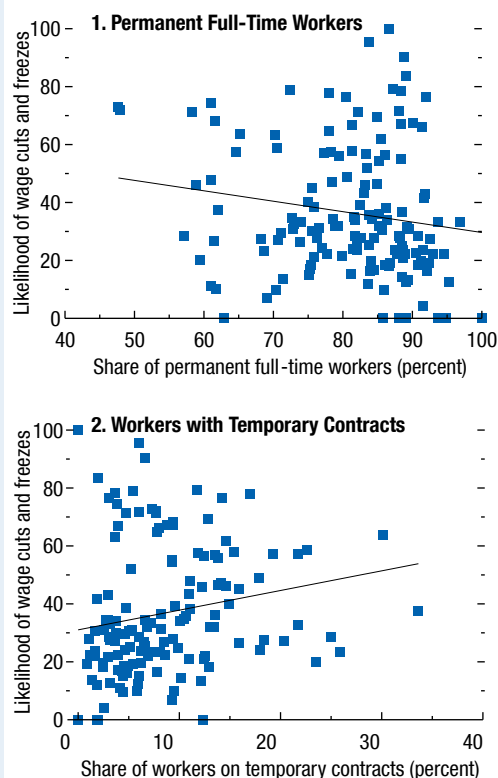 1. Permanent Full-Time Workers
Likelihood of wage cuts and freezes
100
80
60
40
20
0
40 50 60 70 80 90 100
Share of permanent full-time workers (percent)
2. Workers with Temporary Contracts
Likelihood of wage cuts and freezes
100
80
60
40
20
0
0 10 20 30 40
Share of workers on temporary contracts (percent)